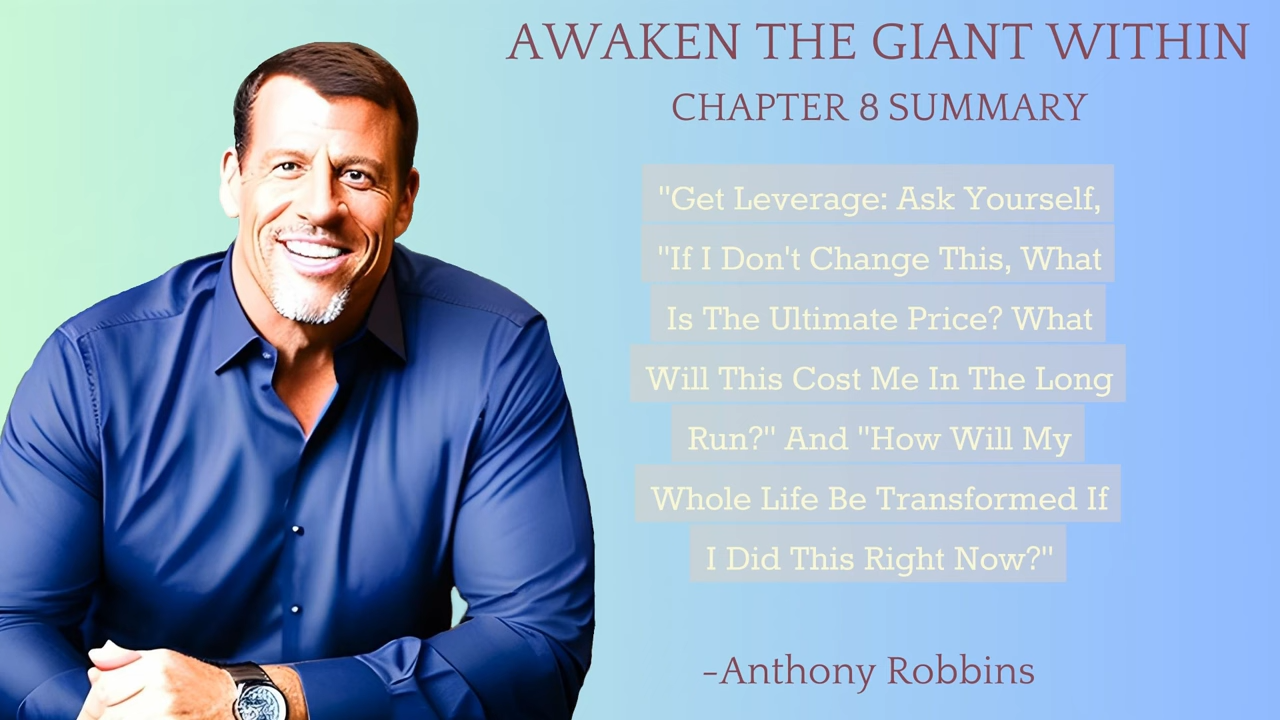 AWAKEN THE GIANT WITHIN
CHAPTER 8 SUMMARY
"Get Leverage: Ask Yourself,
"If I Don't Change This, What
Is The Ultimate Price? What
Will This Cost Me In The Long
Run?" And "How Will My
Whole Life Be Transformed If
I Did This Right Now?"
-Anthony Robbins